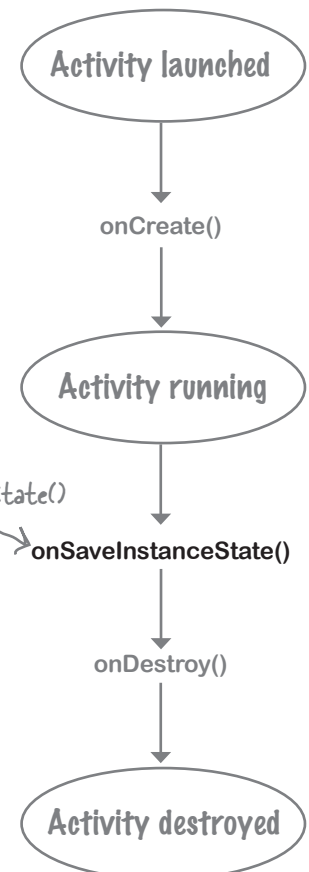 Activity launched
onCreate()
Activity running
tate()
onSaveInstanceState()
onDestroy()
Activity destroyed